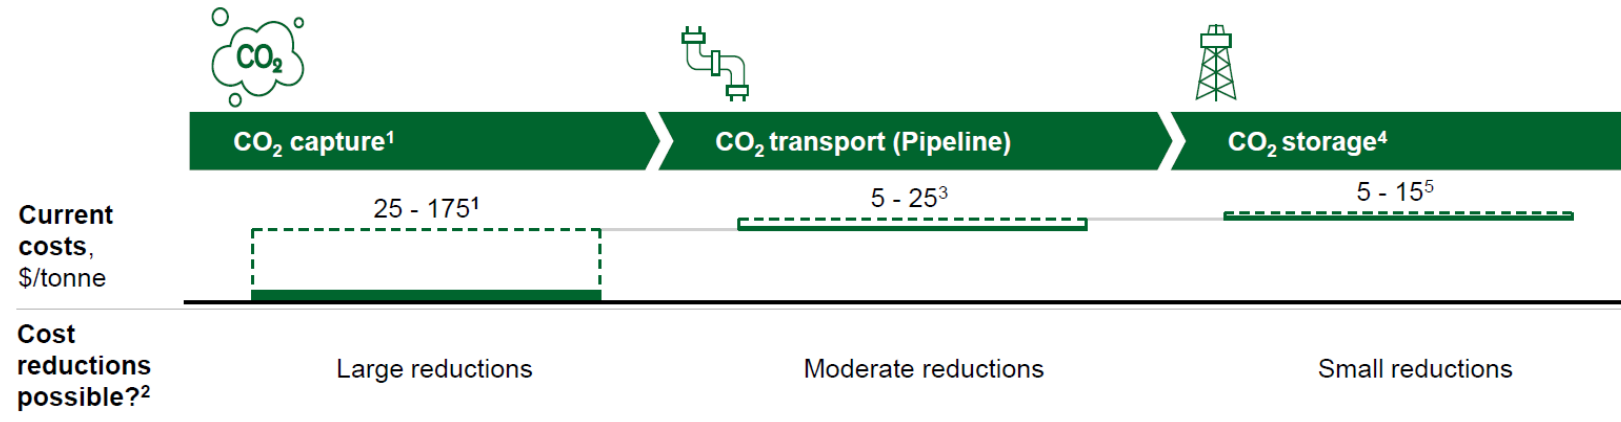 CO₂
CO₂ capture¹
CO₂ transport (Pipeline)
CO₂ storage⁴
Current
costs,
$/tonne
25 - 175¹
5 - 25³
5 - 15⁵
Cost
reductions
possible?²
Large reductions
Moderate reductions
Small reductions